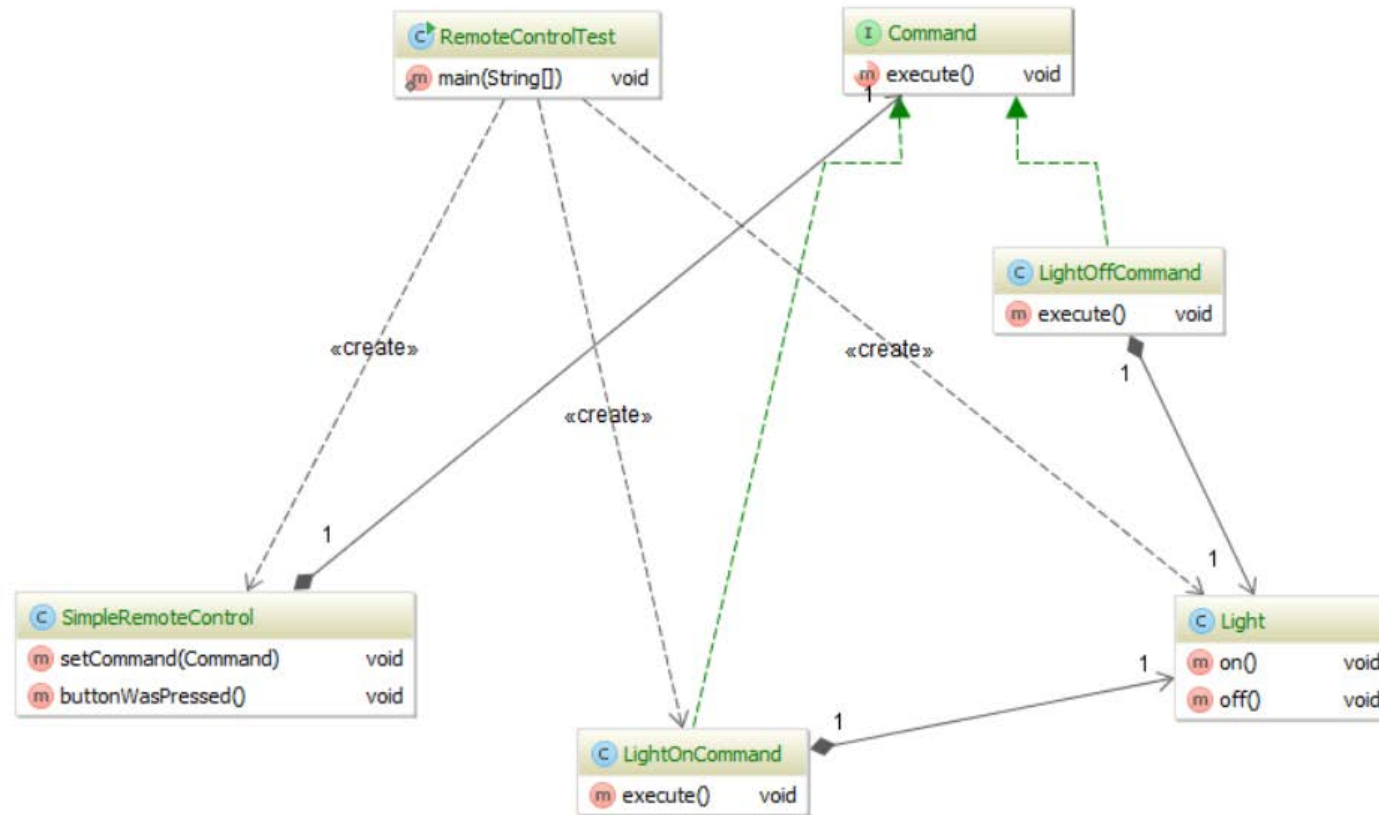 C RemoteControlTest
m main(String[]) void
I Command
m execute() void
1
C LightOffCommand
m execute() void
1
«create»
«create»
«create»
1
1
C SimpleRemoteControl
m setCommand(Command) void
m buttonWasPressed() void
C Light
m on() void
m off() void
1
1
C LightOnCommand
m execute() void